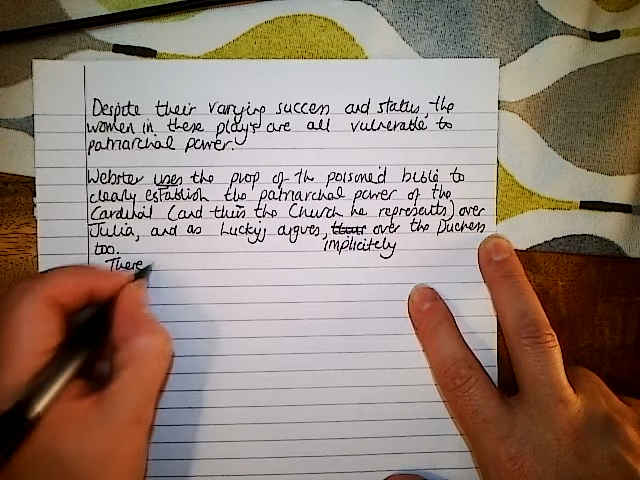 Despite their varying success and status, the
women in these plays are all vulnerable to
patriarchal power.
Webster uses the prop of the poisoned bible to
clearly establish the patriarchal power of the
Cardinal (and thus the Church he represents) over
Julia, and as Luckyj argues, over the Duchess
implicitely
too.
There